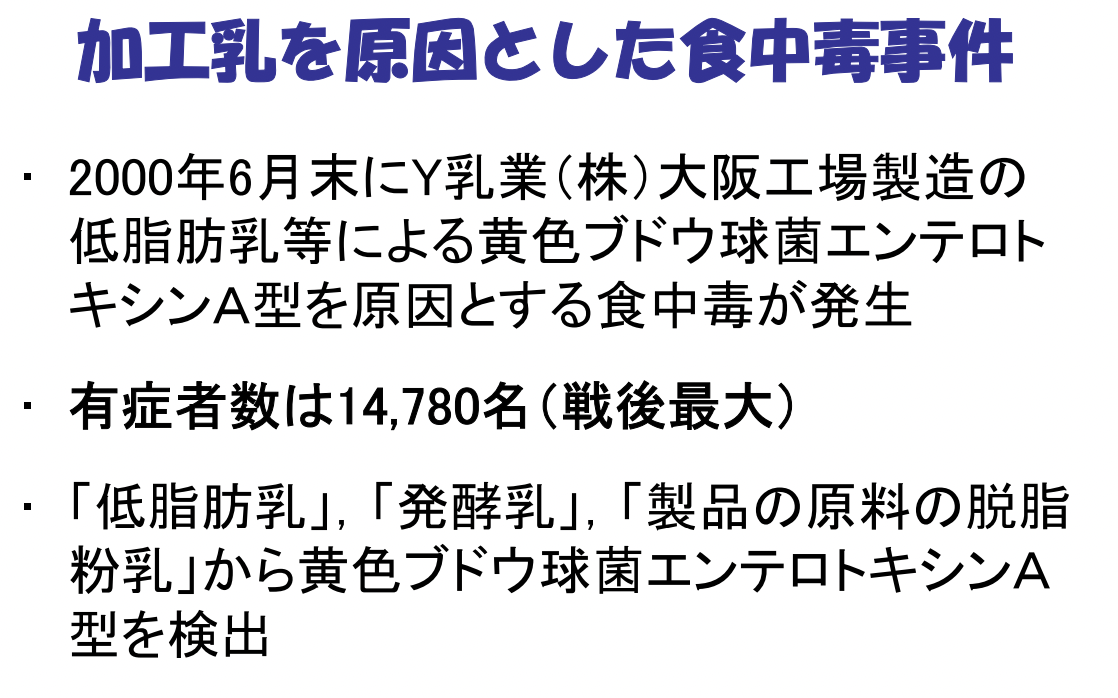 加工乳を原因とした食中毒事件
・ 2000年6月末にY乳業(株)大阪工場製造の
低脂肪乳等による黄色ブドウ球菌エンテロト
キシンA型を原因とする食中毒が発生
・ 有症者数は14,780名(戦後最大)
・ 「低脂肪乳」,「発酵乳」,「製品の原料の脱脂
粉乳」から黄色ブドウ球菌エンテロトキシンA
型を検出